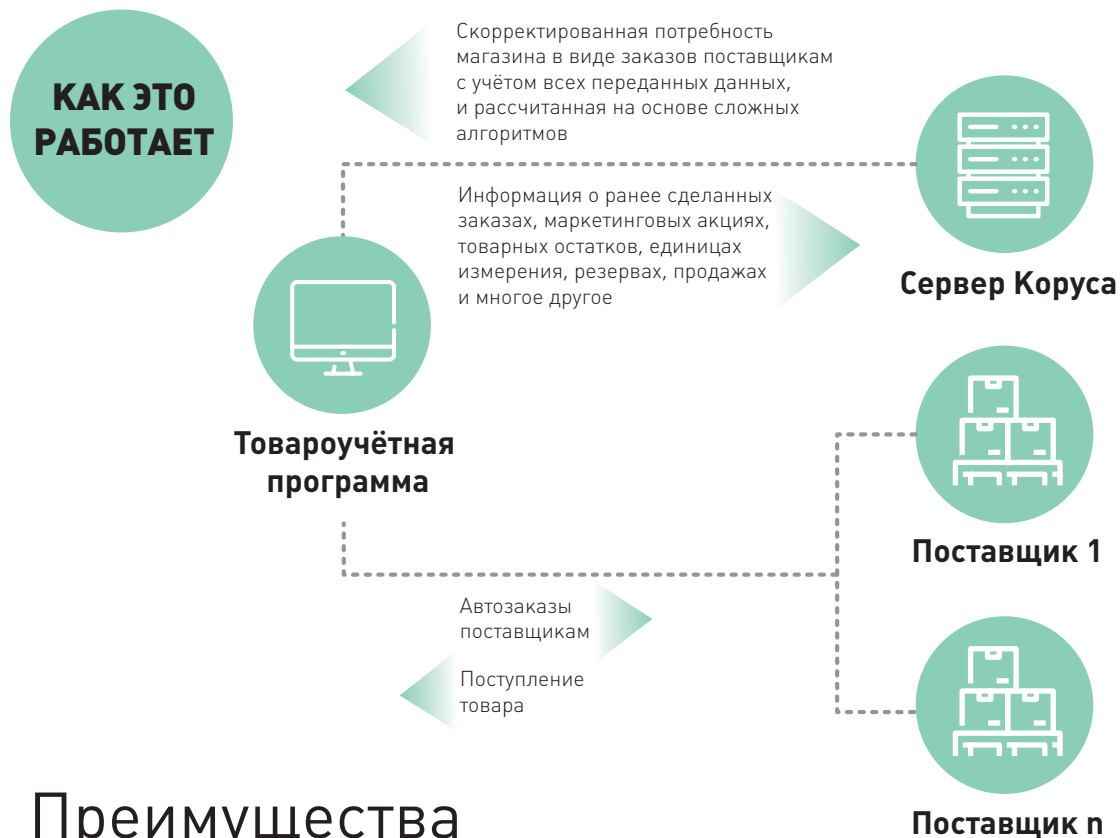 КАК ЭТО
РАБОТАЕТ
Скорректированная потребность
магазина в виде заказов поставщикам
с учётом всех переданных данных,
и рассчитанная на основе сложных
алгоритмов
Информация о ранее сделанных
заказах, маркетинговых акциях,
товарных остатков, единицах
измерения, резервах, продажах
и многое другое
Сервер Коруса
Товароучётная
программа
Поставщик 1
Автозаказы
поставщикам
Поступление
товара
Поставщик n
Преимущества